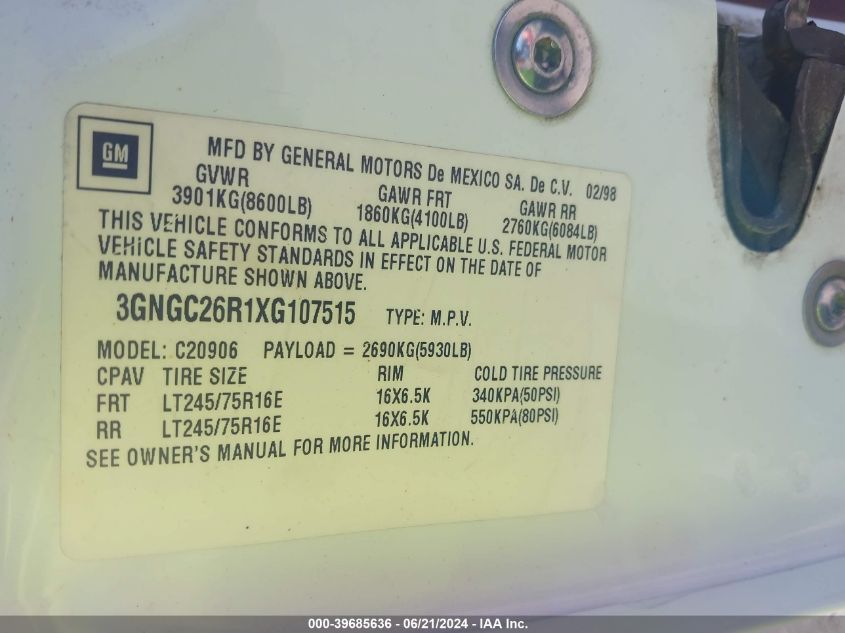 GM
MFD BY GENERAL MOTORS De MEXICO SA. De C.V. 02/98
GVWR GAWR FRT GAWR RR
3901KG(8600LB) 1860KG(4100LB) 2760KG(6084LB)
THIS VEHICLE CONFORMS TO ALL APPLICABLE U.S. FEDERAL MOTOR
VEHICLE SAFETY STANDARDS IN EFFECT ON THE DATE OF
MANUFACTURE SHOWN ABOVE.
3GNGC26R1XG107515 TYPE: M.P.V.
MODEL: C20906 PAYLOAD = 2690KG(5930LB)
CPAV TIRE SIZE RIM COLD TIRE PRESSURE
FRT LT245/75R16E 16X6.5K 340KPA(50PSI)
RR LT245/75R16E 16X6.5K 550KPA(80PSI)
SEE OWNER'S MANUAL FOR MORE INFORMATION.
000-39685636 - 06/21/2024 - IAA Inc.